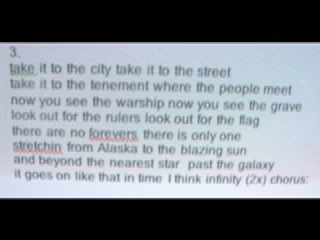 3.
take it to the city take it to the street
take it to the tenement where the people meet
now you see the warship now you see the grave
look out for the rulers look out for the flag
there are no forevers there is only one
stretchin from Alaska to the blazing sun
and beyond the nearest star past the galaxy
it goes on like that in time I think infinity (2x) chorus: